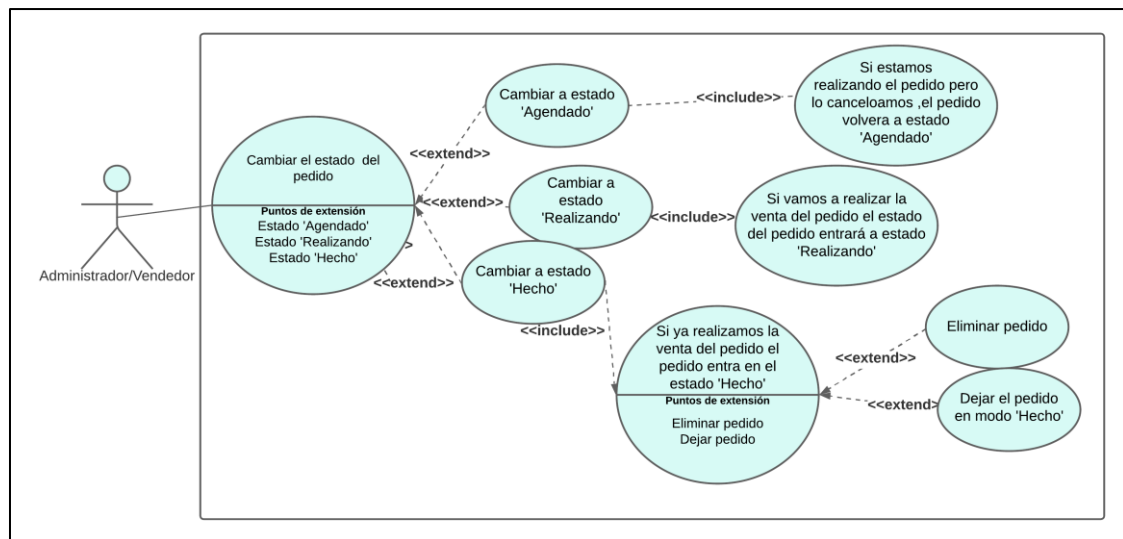 Administrador/Vendedor
Cambiar el estado del
pedido
Puntos de extensión
Estado 'Agendado'
Estado 'Realizando'
Estado 'Hecho'
<<extend>>
<<extend>>
>
<<extend>>
Cambiar a estado
'Agendado'
<<include>>
Si estamos
realizando el pedido pero
lo canceloamos ,el pedido
volvera a estado
'Agendado'
Cambiar a
estado
'Realizando'
<<include>>
Si vamos a realizar la
venta del pedido el estado
del pedido entrará a estado
'Realizando'
Cambiar a estado
'Hecho'
<<include>>
Si ya realizamos la
venta del pedido el
pedido entra en el
estado 'Hecho'
Puntos de extensión
Eliminar pedido
Dejar pedido
<<extend>>
Eliminar pedido
<<extend>
Dejar el pedido
en modo 'Hecho'